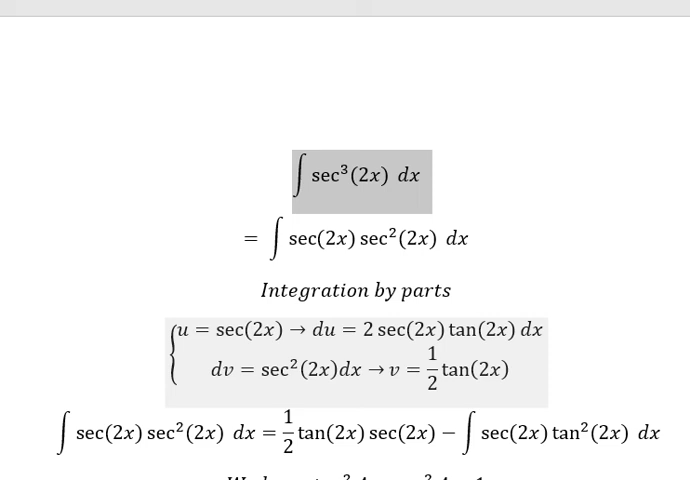 ∫ sec³(2x) dx
= ∫ sec(2x) sec²(2x) dx
Integration by parts
{u = sec(2x) → du = 2 sec(2x) tan(2x) dx
dv = sec²(2x)dx → v = 1/2 tan(2x)
∫ sec(2x) sec²(2x) dx = 1/2 tan(2x) sec(2x) − ∫ sec(2x) tan²(2x) dx